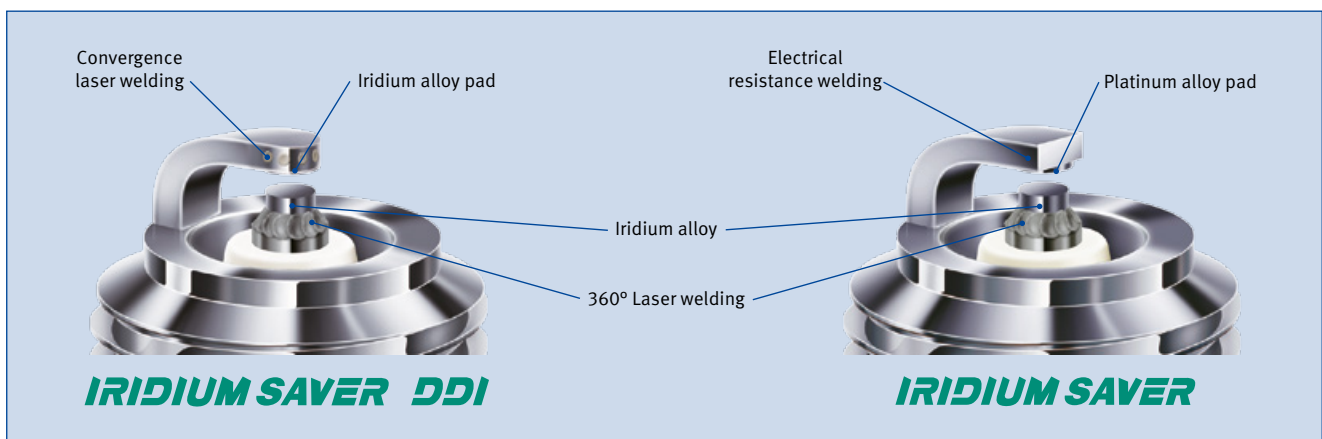 Convergence
laser welding
Iridium alloy pad
Electrical
resistance welding
Platinum alloy pad
Iridium alloy
360° Laser welding
IRIDIUM SAVER DDI
IRIDIUM SAVER